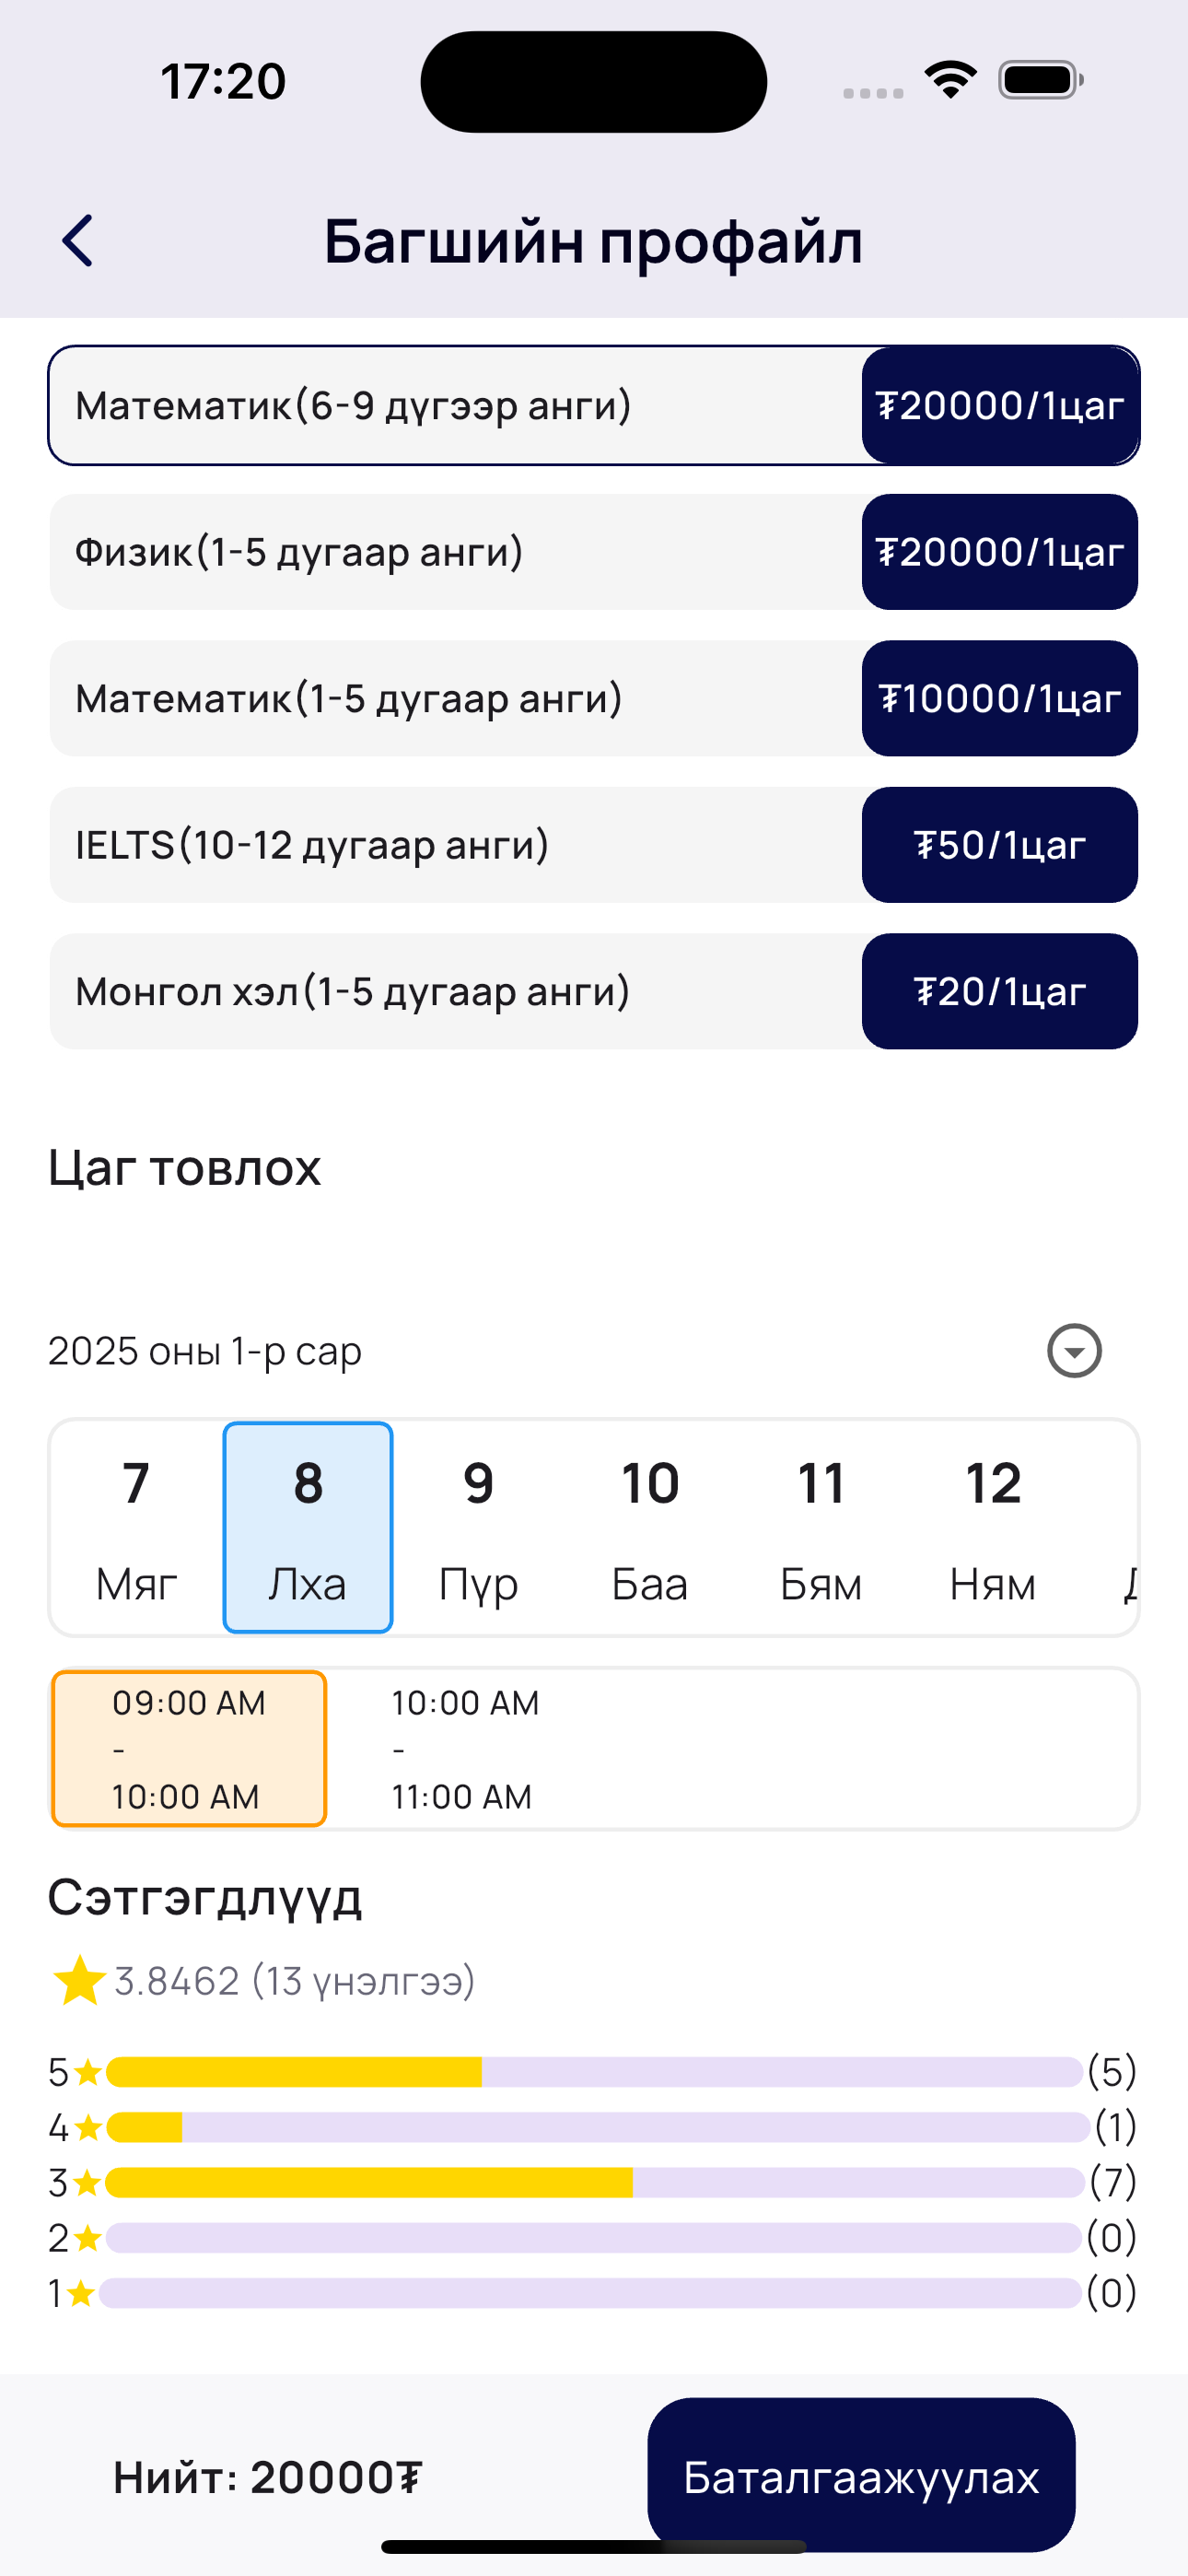 17:20
Багшийн профайл
Математик(6-9 дүгээр анги) ₮20000/1цаг
Физик(1-5 дугаар анги) ₮20000/1цаг
Математик(1-5 дугаар анги) ₮10000/1цаг
IELTS(10-12 дугаар анги) ₮50/1цаг
Монгол хэл(1-5 дугаар анги) ₮20/1цаг
Цаг товлох
2025 оны 1-р сар
7 8 9 10 11 12
Мяг Лха Пүр Баа Бям Ням
09:00 AM 10:00 AM
- -
10:00 AM 11:00 AM
Сэтгэгдлүүд
3.8462 (13 үнэлгээ)
5 (5)
4 (1)
3 (7)
2 (0)
1 (0)
Нийт: 20000₮ Баталгаажуулах